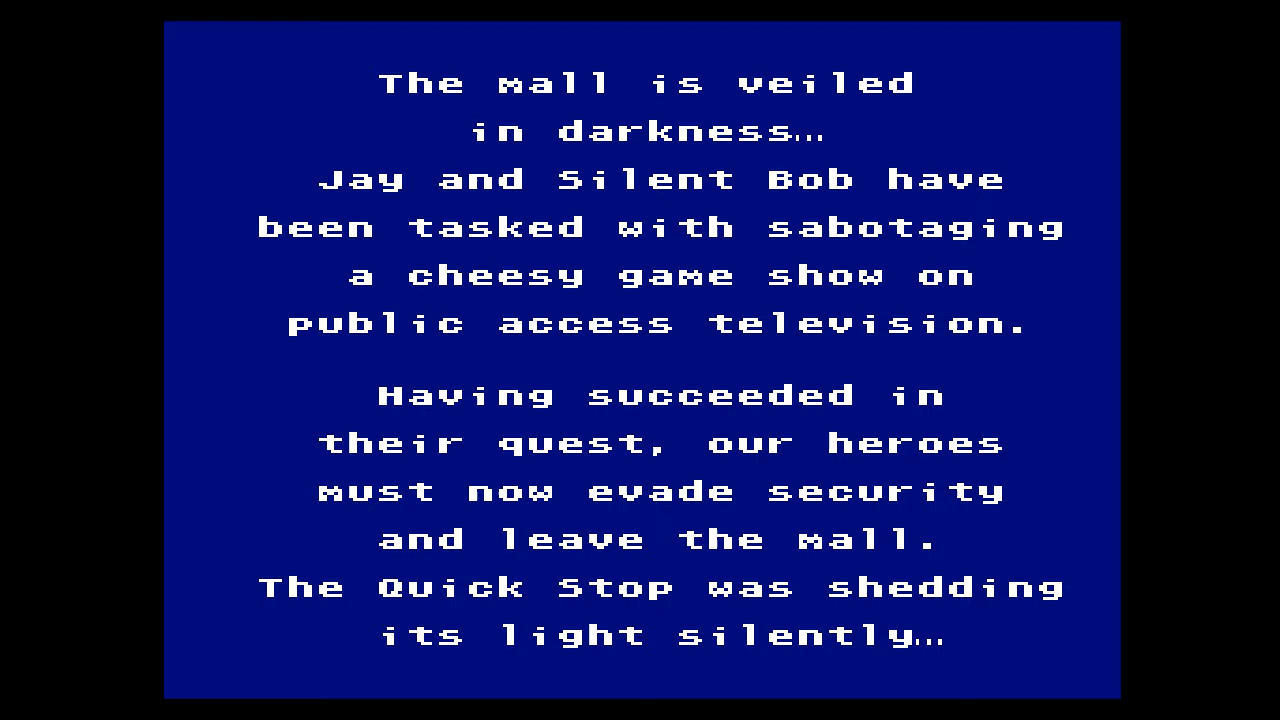 The mall is veiled
in darkness…
Jay and Silent Bob have
been tasked with sabotaging
a cheesy game show on
public access television.
Having succeeded in
their quest, our heroes
must now evade security
and leave the mall.
The Quick Stop was shedding
its light silently…